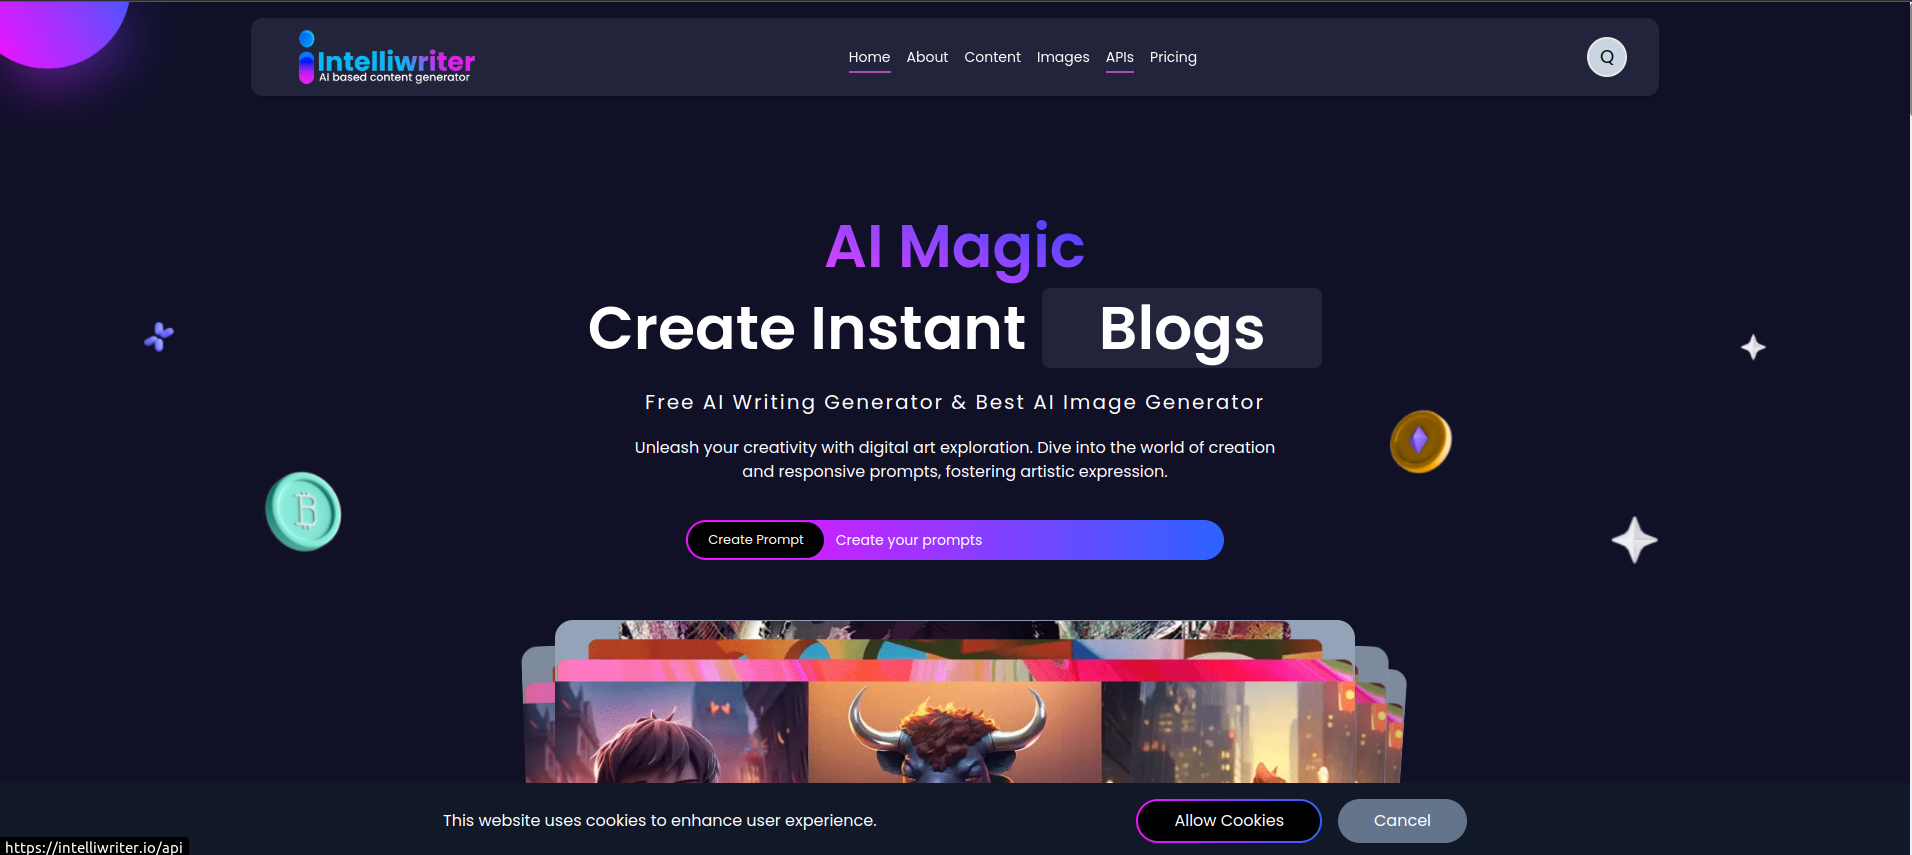 Intelliwriter
AI based content generator
Home About Content Images APIs Pricing
Q
AI Magic
Create Instant Blogs
Free AI Writing Generator & Best AI Image Generator
Unleash your creativity with digital art exploration. Dive into the world of creation
and responsive prompts, fostering artistic expression.
Create Prompt Create your prompts
This website uses cookies to enhance user experience.
Allow Cookies Cancel
https://intelliwriter.io/api